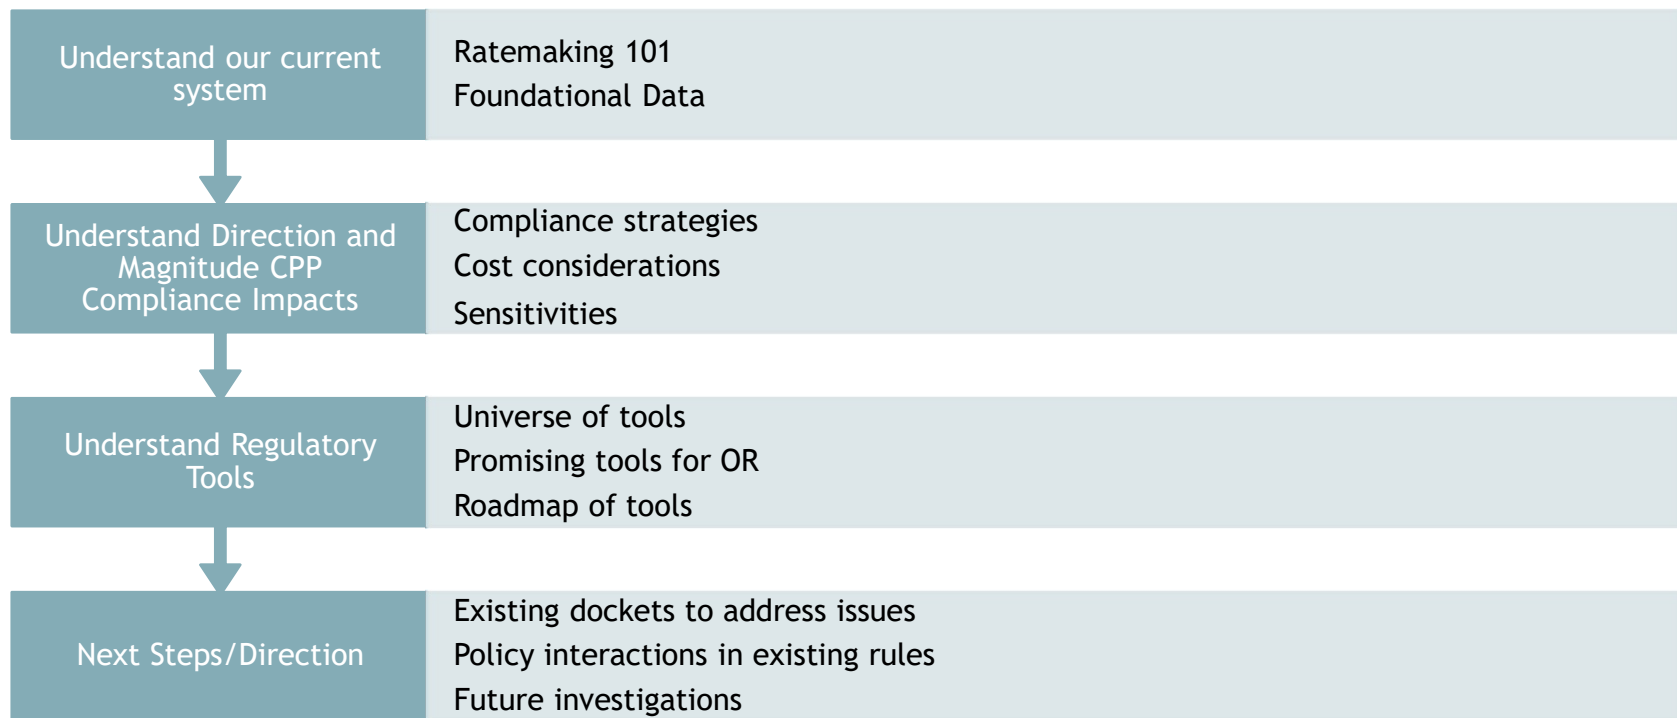 Understand our current
system
Ratemaking 101
Foundational Data
Understand Direction and
Magnitude CPP
Compliance Impacts
Compliance strategies
Cost considerations
Sensitivities
Understand Regulatory
Tools
Universe of tools
Promising tools for OR
Roadmap of tools
Next Steps/Direction
Existing dockets to address issues
Policy interactions in existing rules
Future investigations